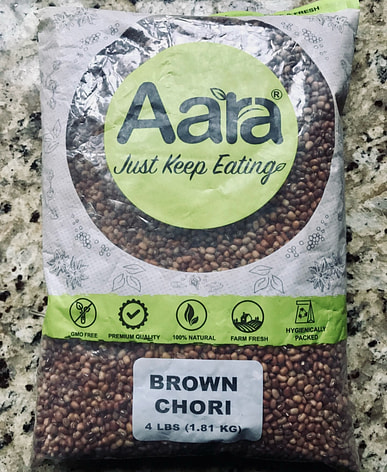 & FRESH
Aara®
Just Keep Eating
GMO FREE
PREMIUM QUALITY
100% NATURAL
FARM FRESH
HYGIENICALLY
PACKED
BROWN
CHORI
4 LBS (1.81 KG)